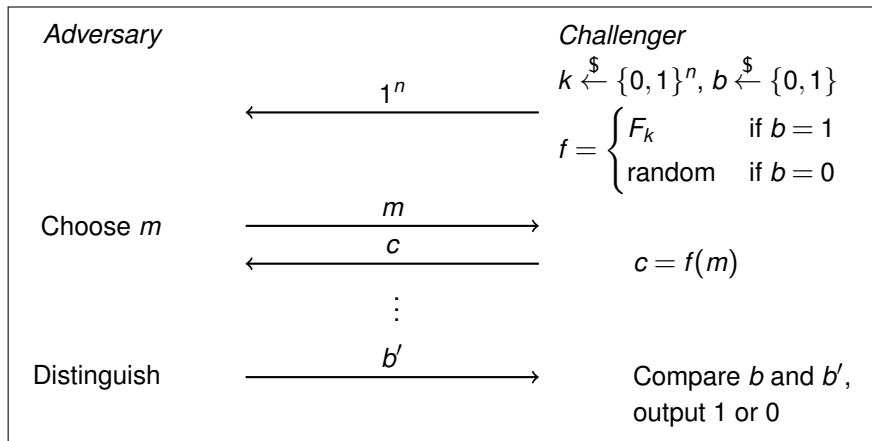 Adversary Challenger
k $← {0,1}ⁿ, b $← {0,1}
1ⁿ
f = { F_k if b = 1
random if b = 0
Choose m m
c c = f(m)
⋮
Distinguish b′ Compare b and b′,
output 1 or 0